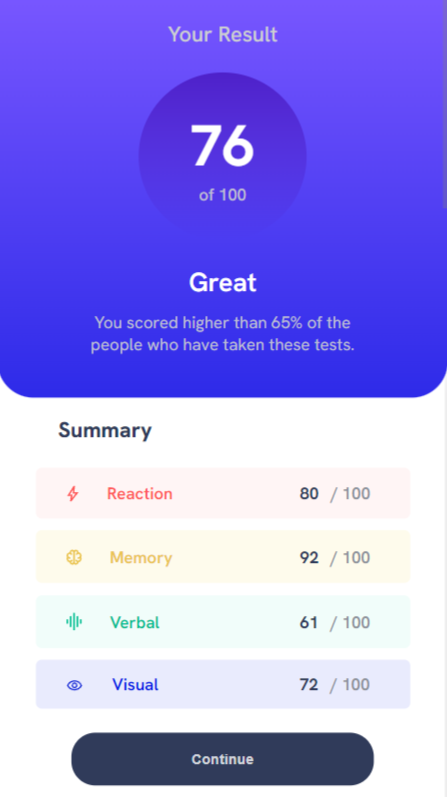 Your Result
76
of 100
Great
You scored higher than 65% of the
people who have taken these tests.
Summary
Reaction 80 / 100
Memory 92 / 100
Verbal 61 / 100
Visual 72 / 100
Continue